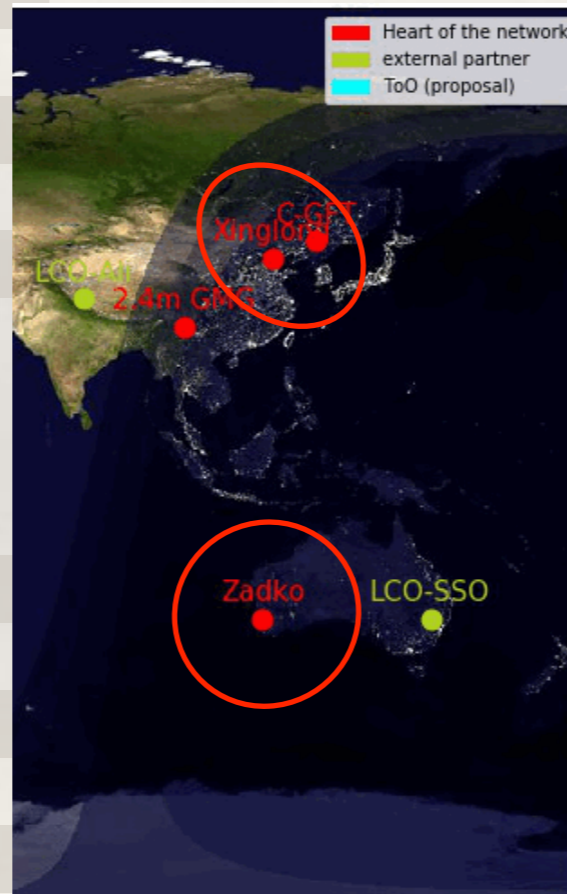 Heart of the network
external partner
ToO (proposal)
C-GFT
Xinglong
LCO-Ali
2.4m GMG
Zadko
LCO-SSO